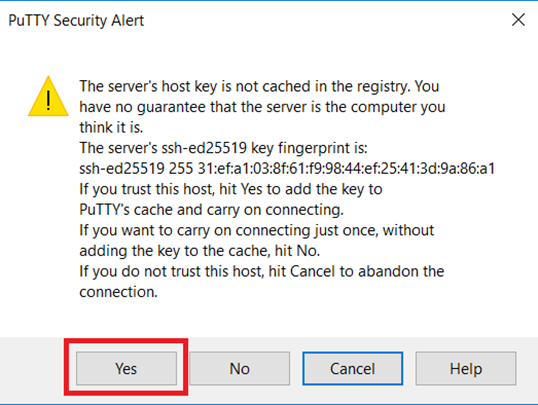 PuTTY Security Alert
The server's host key is not cached in the registry. You
have no guarantee that the server is the computer you
think it is.
The server's ssh-ed25519 key fingerprint is:
ssh-ed25519 255 31:ef:a1:03:8f:61:f9:98:44:ef:25:41:3d:9a:86:a1
If you trust this host, hit Yes to add the key to
PuTTY's cache and carry on connecting.
If you want to carry on connecting just once, without
adding the key to the cache, hit No.
If you do not trust this host, hit Cancel to abandon the
connection.
Yes No Cancel Help